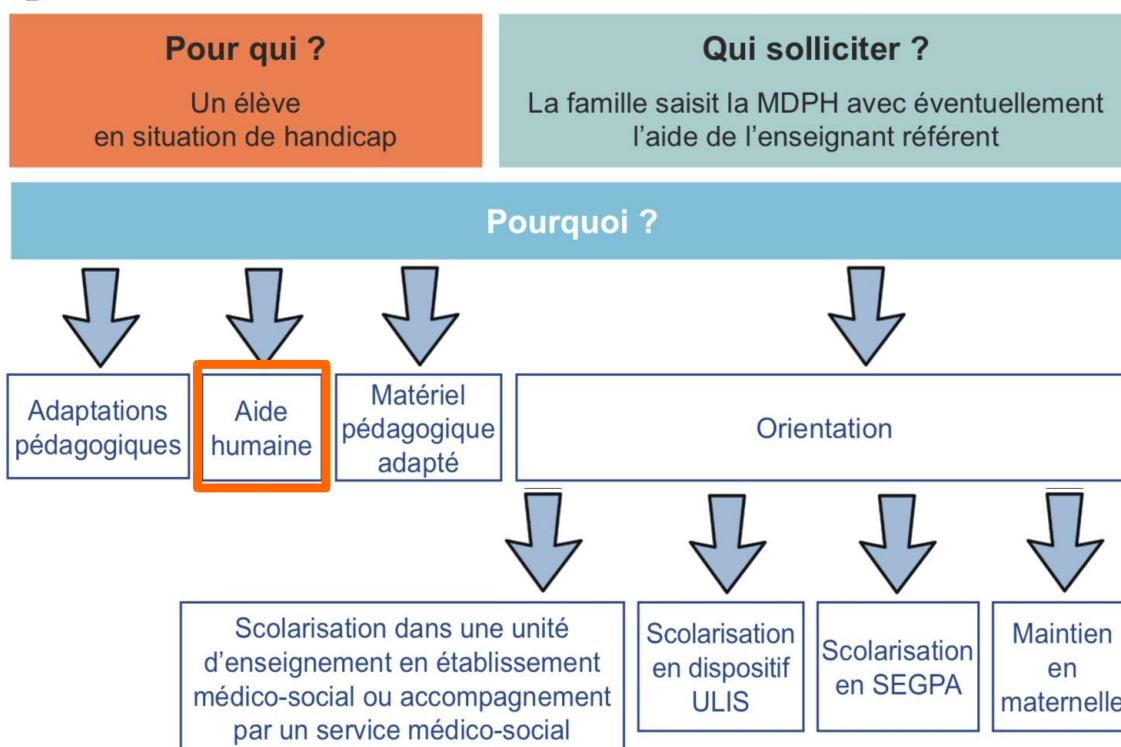 Pour qui ?
Un élève
en situation de handicap
Qui solliciter ?
La famille saisit la MDPH avec éventuellement
l'aide de l'enseignant référent
Pourquoi ?
Adaptations
pédagogiques
Aide
humaine
Matériel
pédagogique
adapté
Orientation
Scolarisation dans une unité
d'enseignement en établissement
médico-social ou accompagnement
par un service médico-social
Scolarisation
en dispositif
ULIS
Scolarisation
en SEGPA
Maintien
en
maternelle